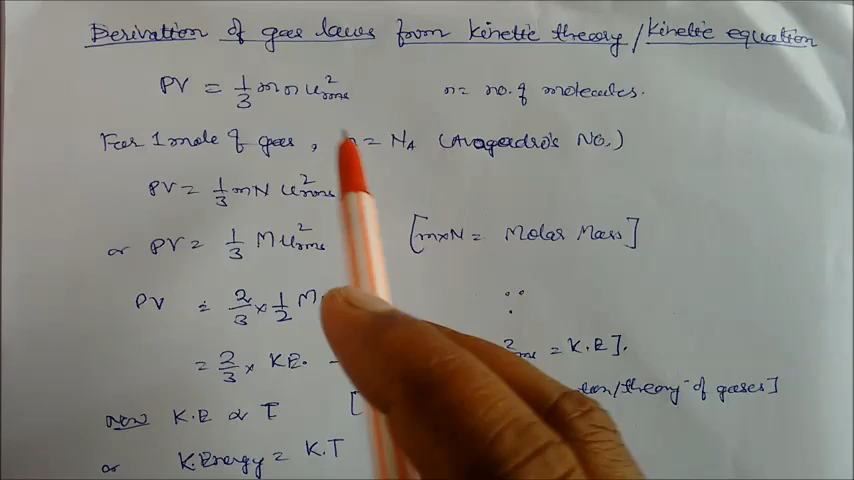 Derivation of gas laws from kinetic theory/kinetic equation
PV = 1/3 m n u²rms n = no. of molecules.
For 1 mole of gas, = NA (Avogadro's No.)
PV = 1/3 mN u²rms
or PV = 1/3 M u²rms [m×N = Molar Mass]
PV = 2/3 × 1/2 M ∵
= 2/3 × KE. - ²rms = K.E].
Now K.E α T [ /theory of gases]
or K.Energy = K.T